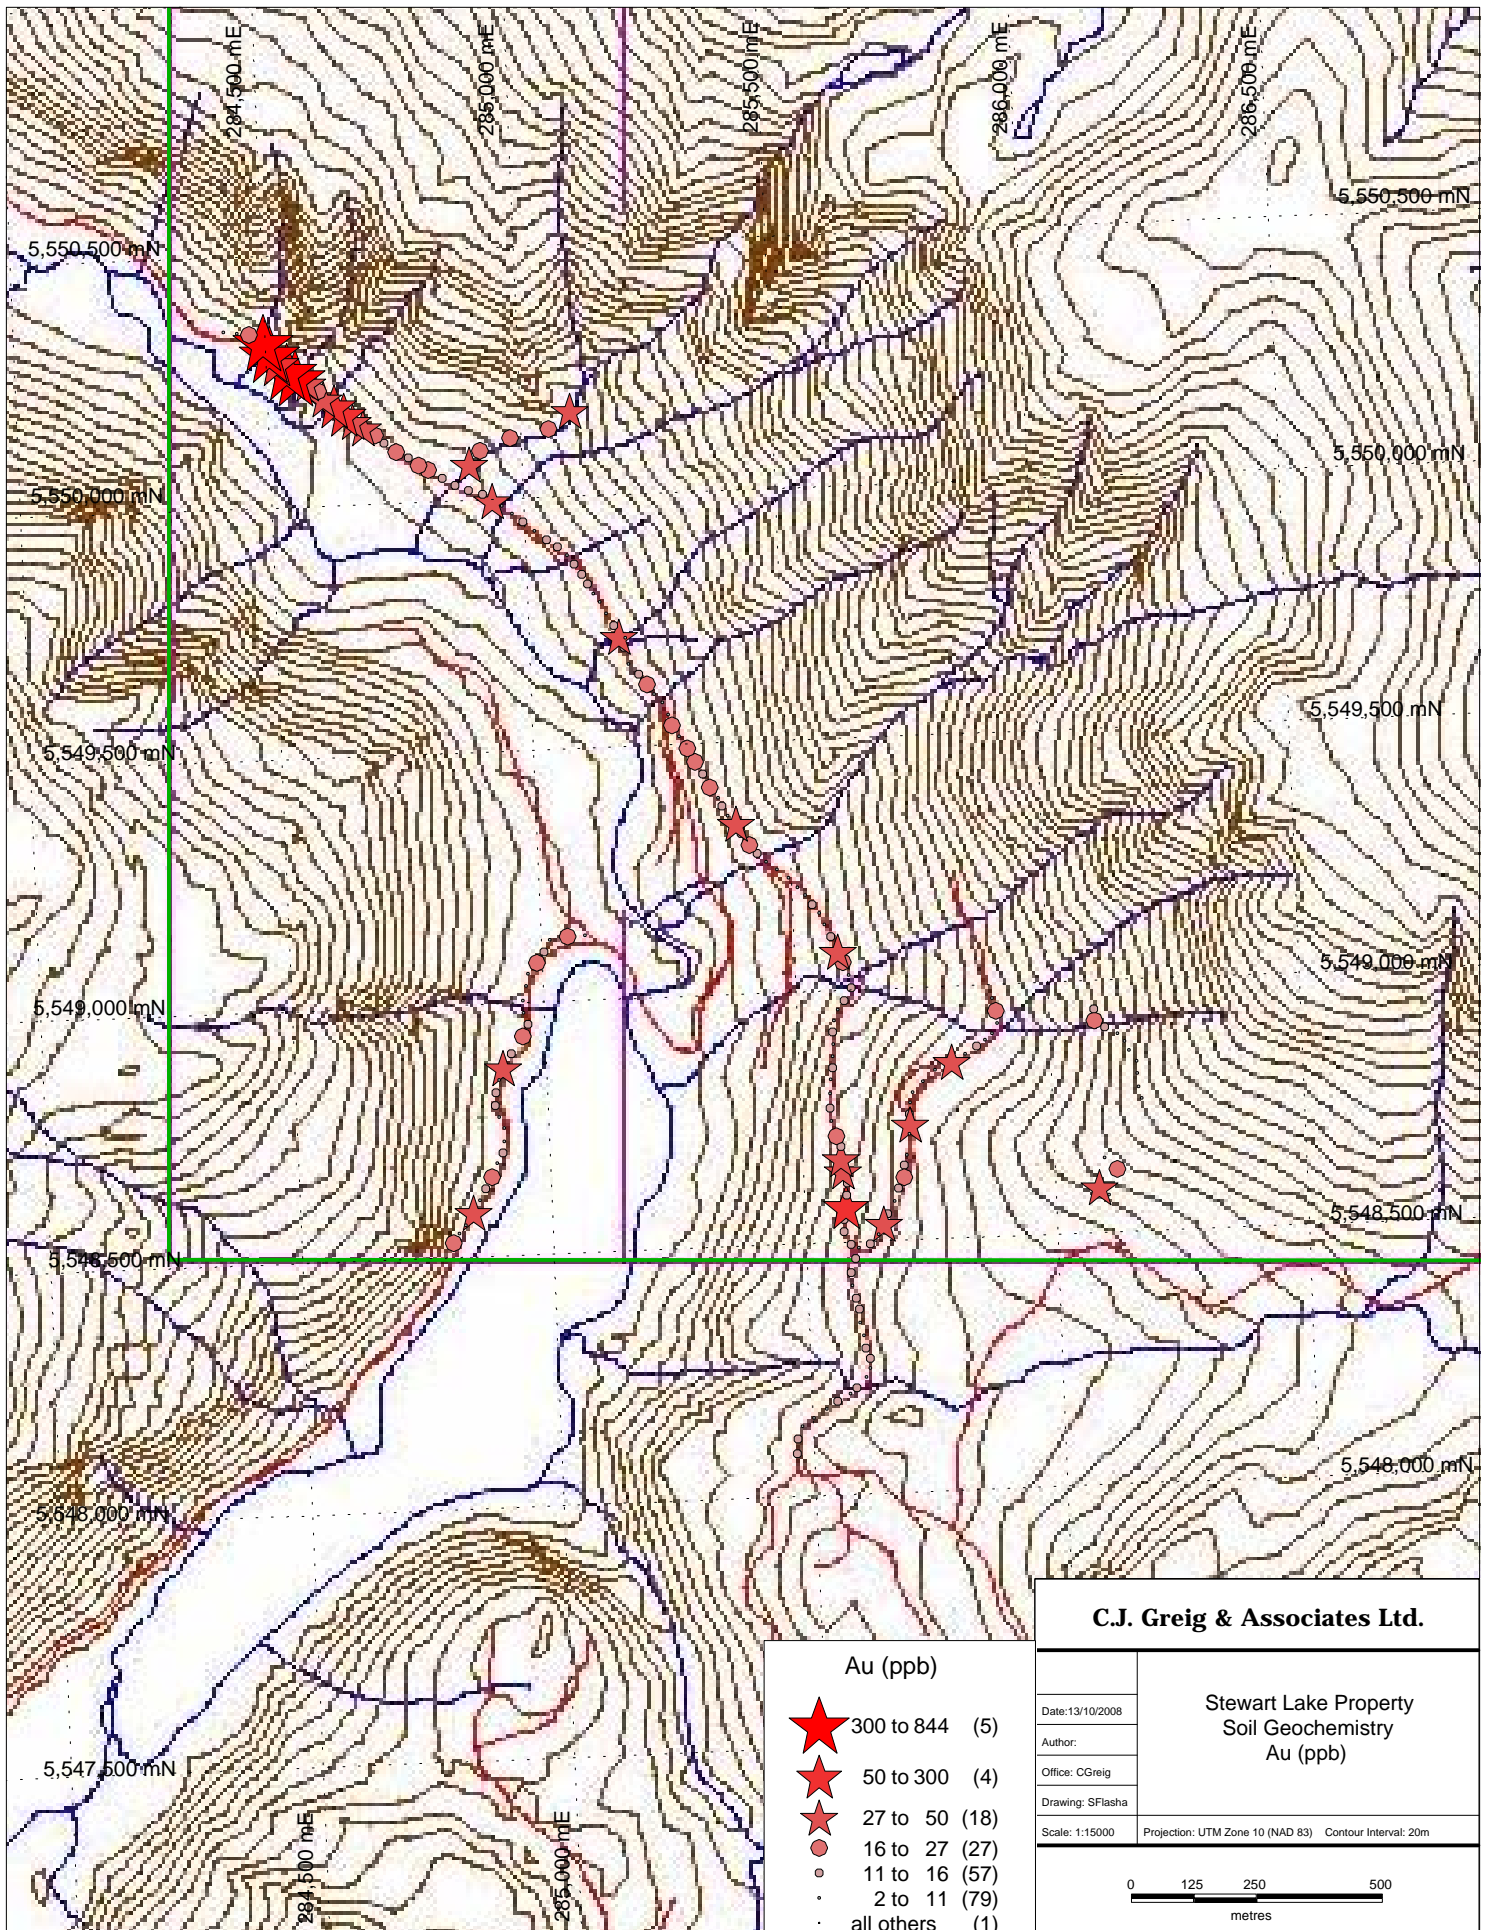 284,500 mE
285,000 mE
285,500 mE
286,000 mE
286,500 mE
5,550,500 mN
5,550,500 mN
5,550,000 mN
5,550,000 mN
5,549,500 mN
5,549,500 mN
5,549,000 mN
5,549,000 mN
5,548,500 mN
5,548,500 mN
5,548,000 mN
5,548,000 mN
5,547,500 mN
284,500 mE
285,000 mE
Au (ppb)
300 to 844 (5)
50 to 300 (4)
27 to 50 (18)
16 to 27 (27)
11 to 16 (57)
2 to 11 (79)
all others (1)
C.J. Greig & Associates Ltd.
Date:13/10/2008
Author:
Office: CGreig
Drawing: SFlasha
Scale: 1:15000
Stewart Lake Property
Soil Geochemistry
Au (ppb)
Projection: UTM Zone 10 (NAD 83) Contour Interval: 20m
0 125 250 500
metres